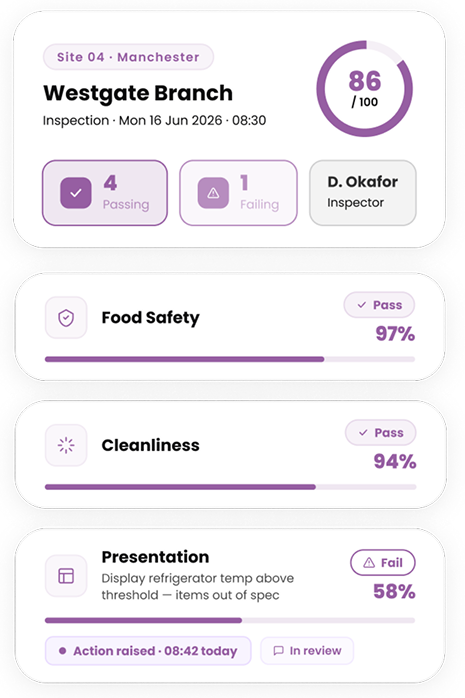 Site 04 · Manchester
Westgate Branch
Inspection · Mon 16 Jun 2026 · 08:30
86
/ 100
4
Passing
1
Failing
D. Okafor
Inspector
Food Safety
Pass
97%
Cleanliness
Pass
94%
Presentation
Display refrigerator temp above
threshold — items out of spec
Fail
58%
Action raised · 08:42 today
In review